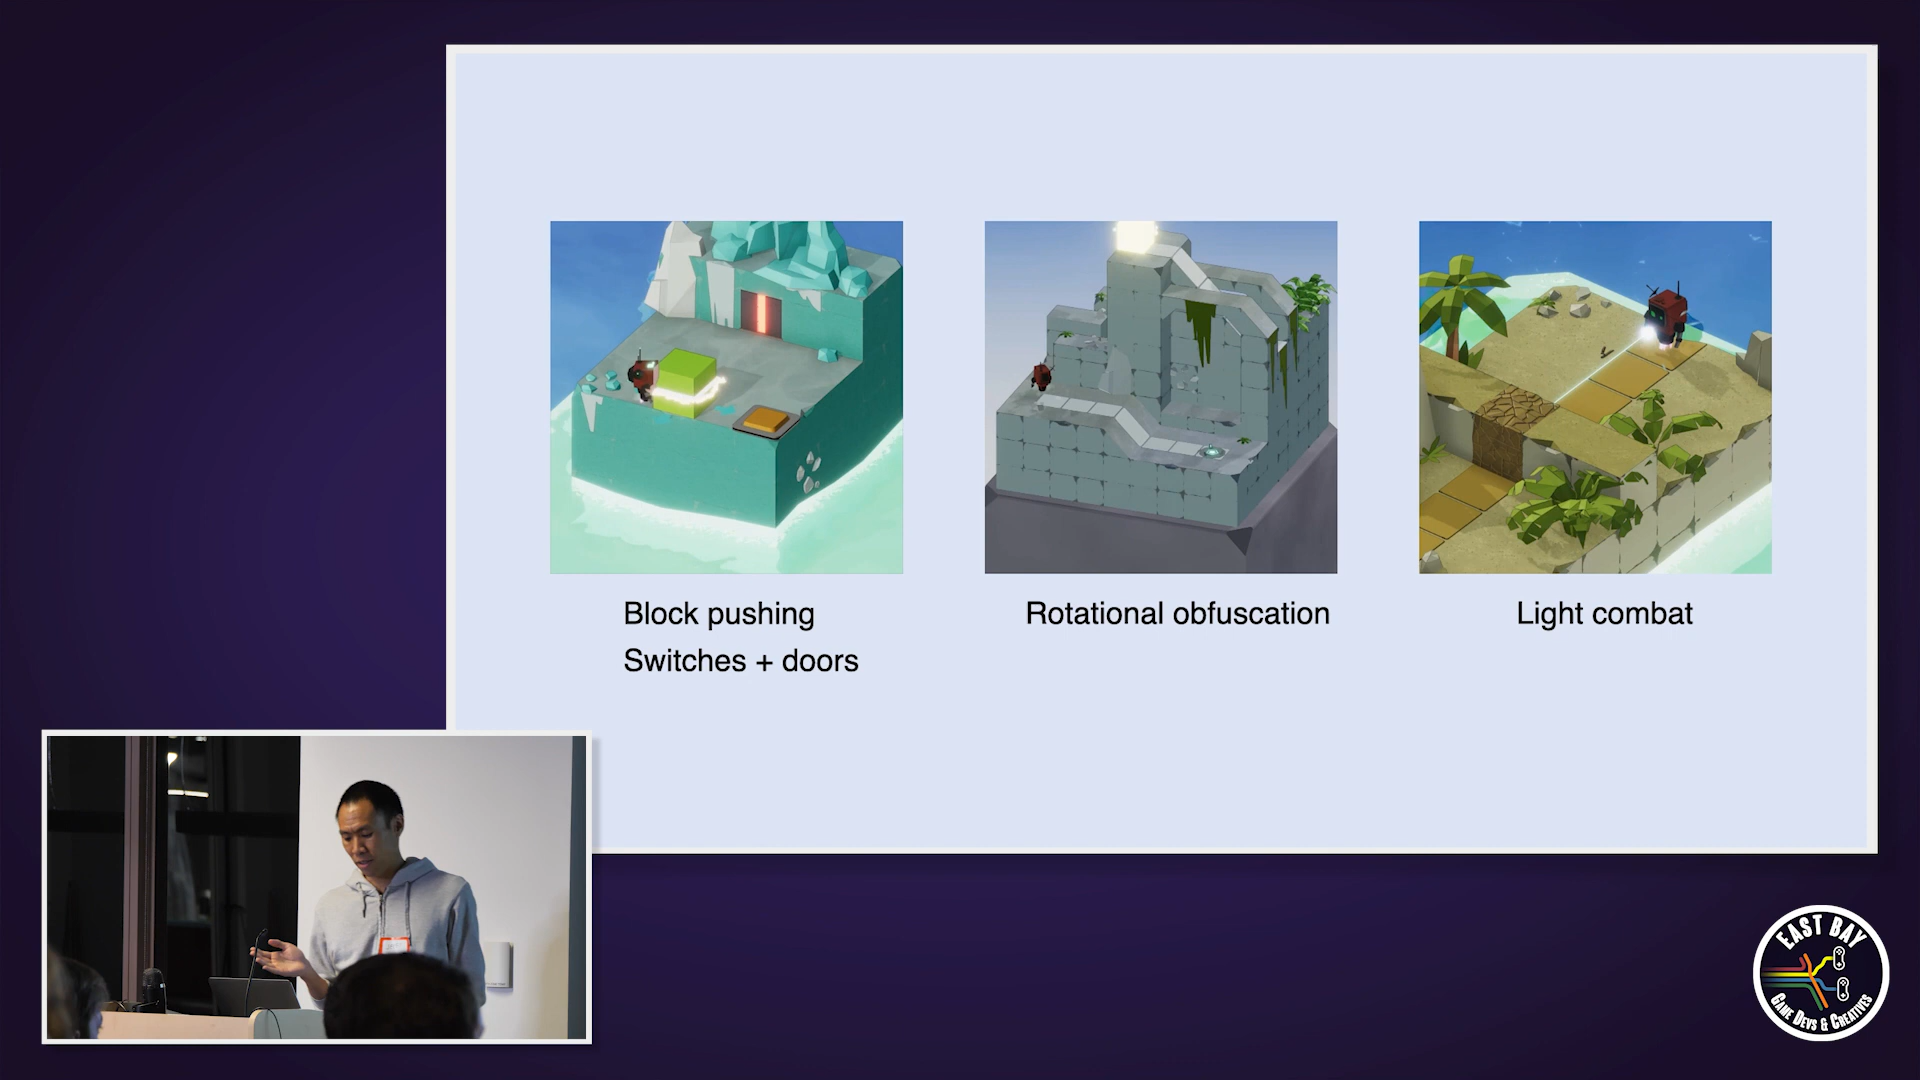 Block pushing
Switches + doors
Rotational obfuscation
Light combat
EAST BAY
GAME DEVS & CREATIVES